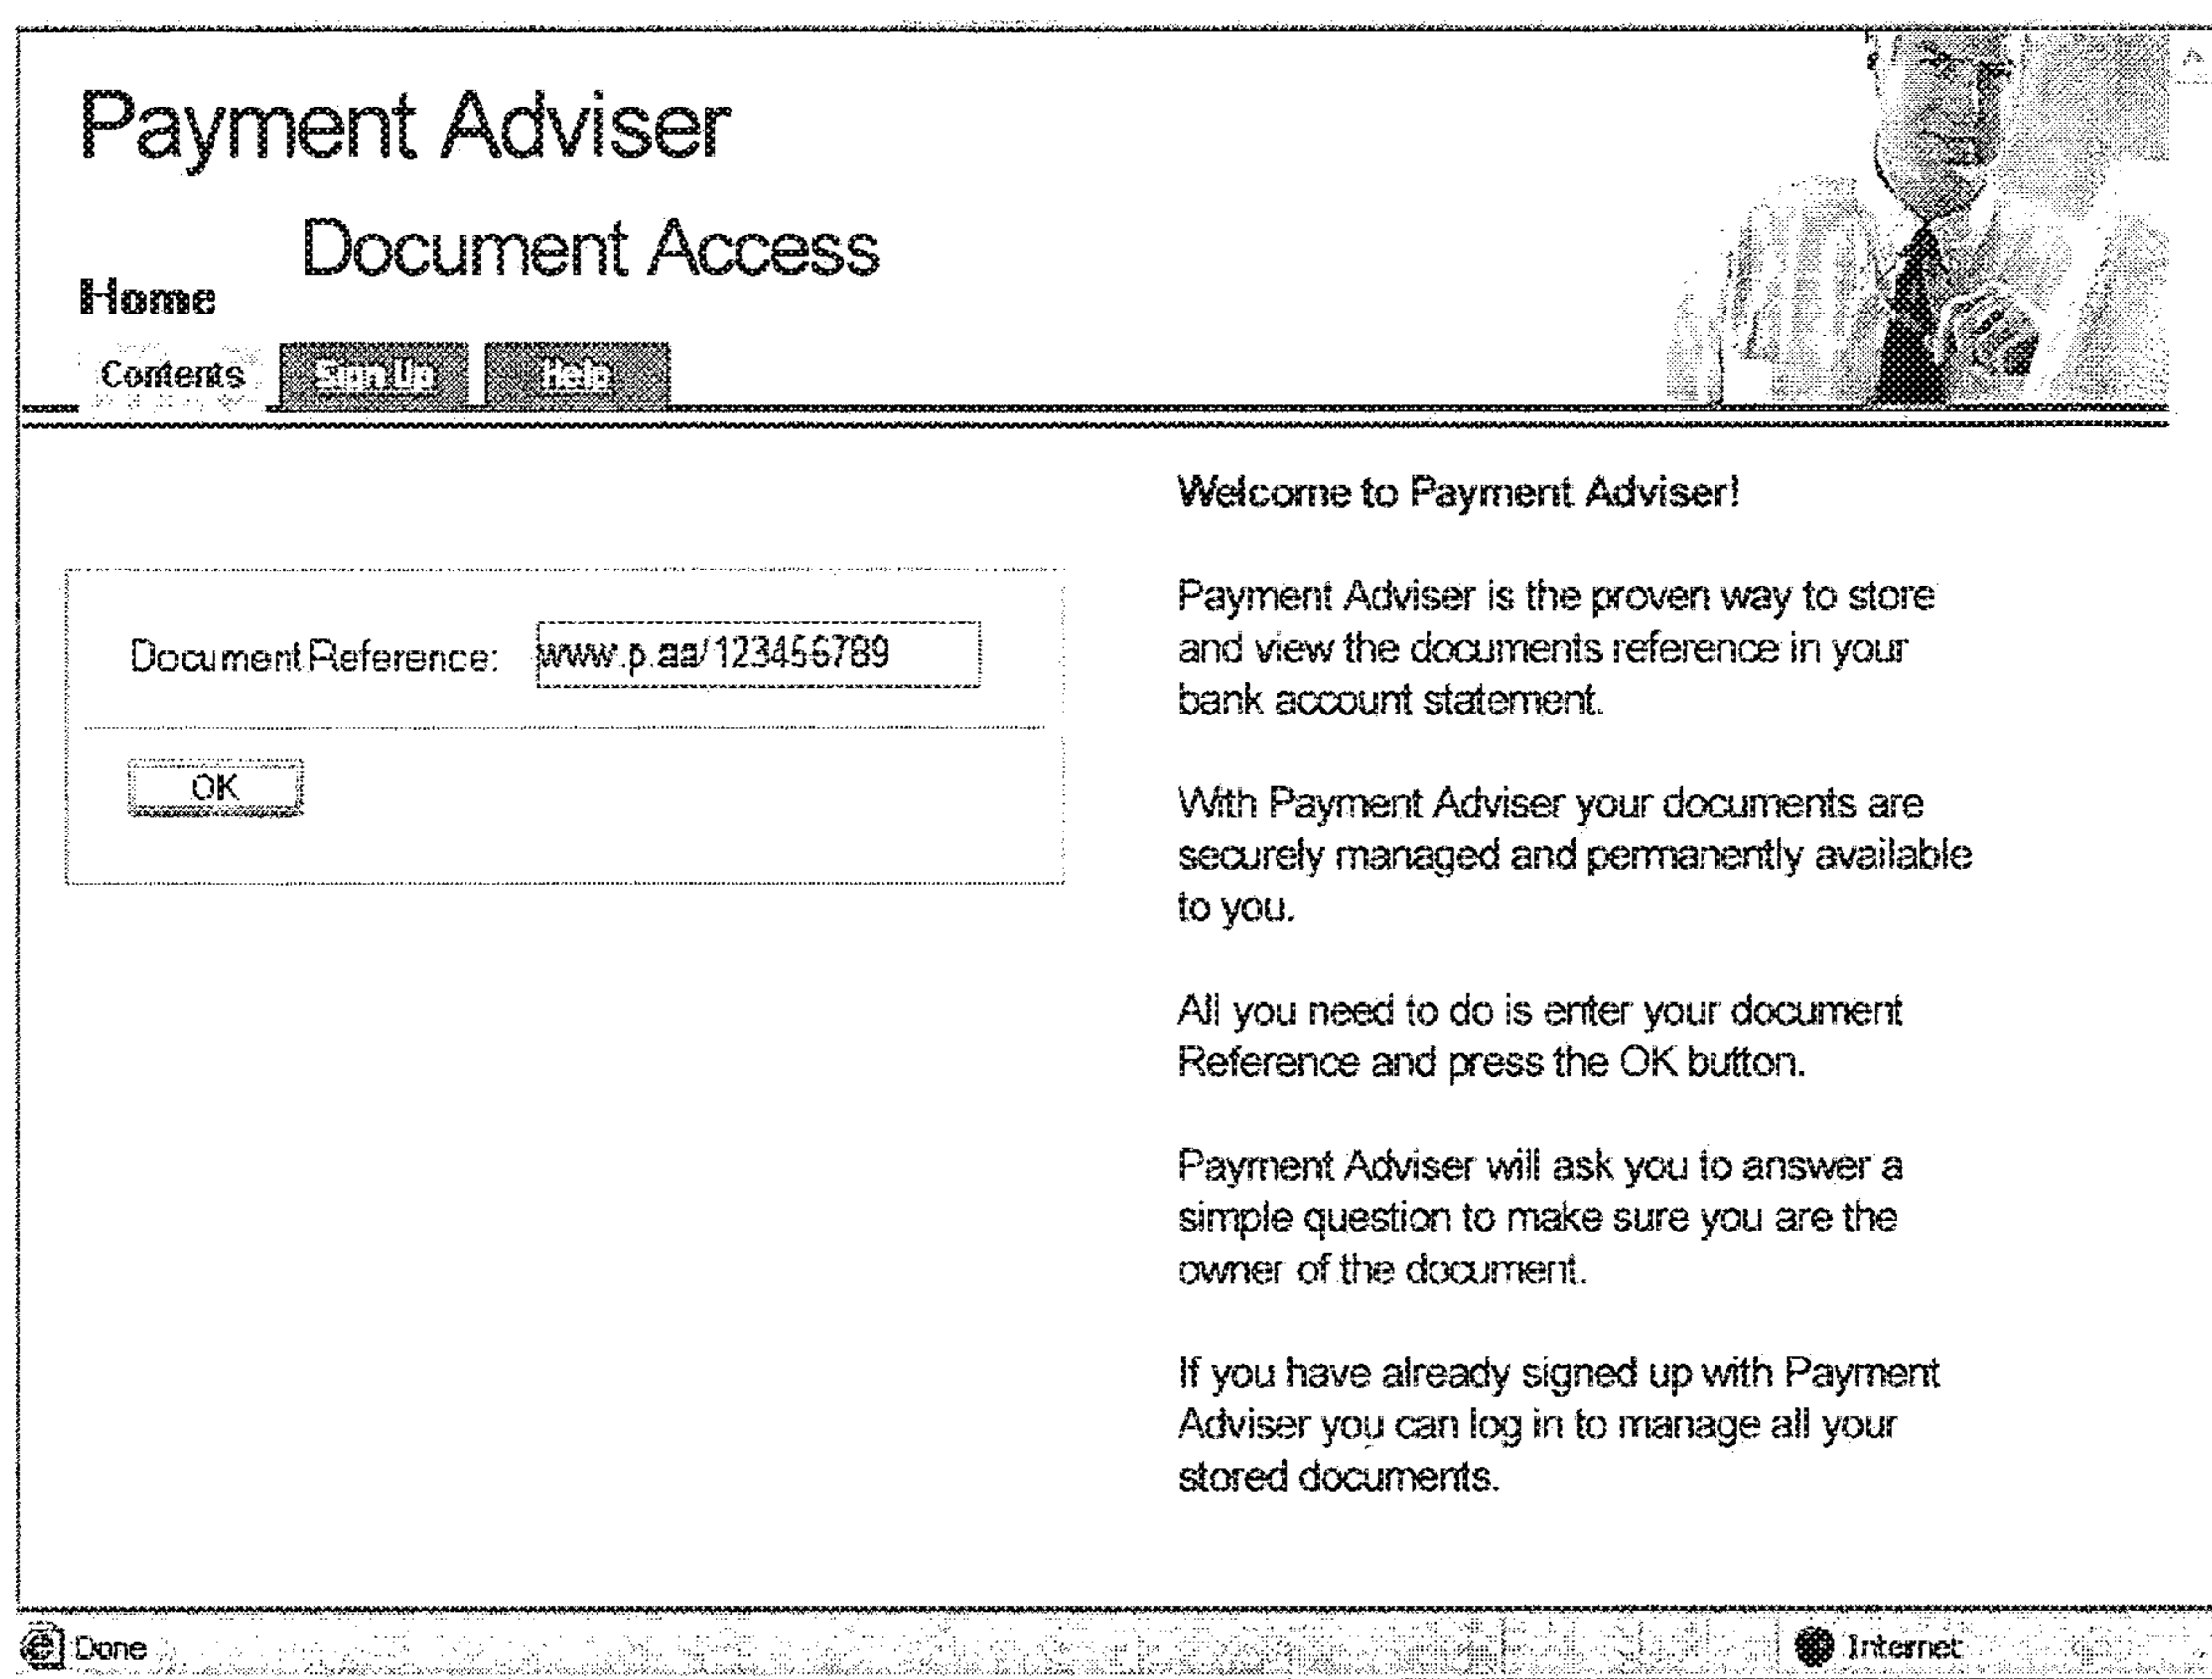 Payment Adviser
Document Access
Home
Contents
Sign Up
Help
Document Reference: www.p.aa/123456789
OK
Welcome to Payment Adviser!
Payment Adviser is the proven way to store
and view the documents reference in your
bank account statement.
With Payment Adviser your documents are
securely managed and permanently available
to you.
All you need to do is enter your document
Reference and press the OK button.
Payment Adviser will ask you to answer a
simple question to make sure you are the
owner of the document.
If you have already signed up with Payment
Adviser you can log in to manage all your
stored documents.
Done
Internet